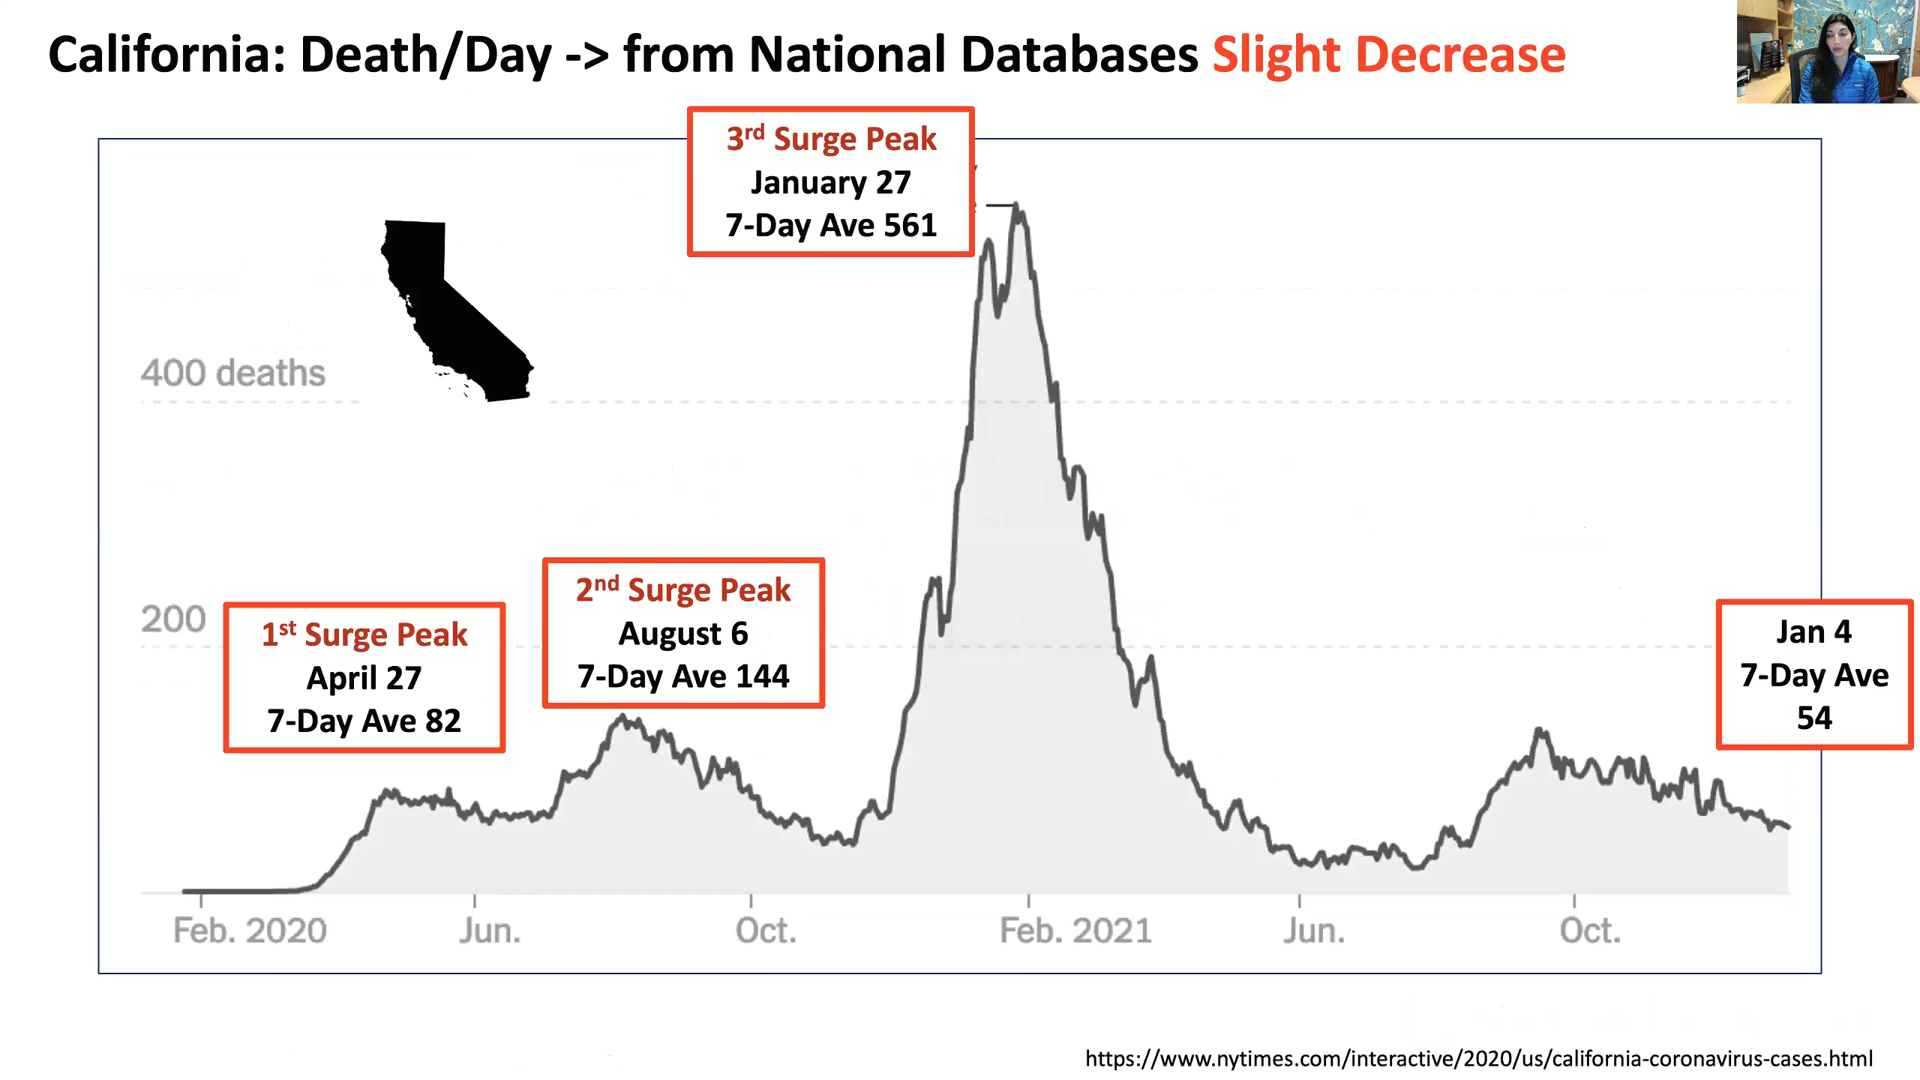 California: Death/Day -> from National Databases Slight Decrease
3rd Surge Peak
January 27
7-Day Ave 561
400 deaths
200
1st Surge Peak
April 27
7-Day Ave 82
2nd Surge Peak
August 6
7-Day Ave 144
Jan 4
7-Day Ave
54
Feb. 2020 Jun. Oct. Feb. 2021 Jun. Oct.
https://www.nytimes.com/interactive/2020/us/california-coronavirus-cases.html